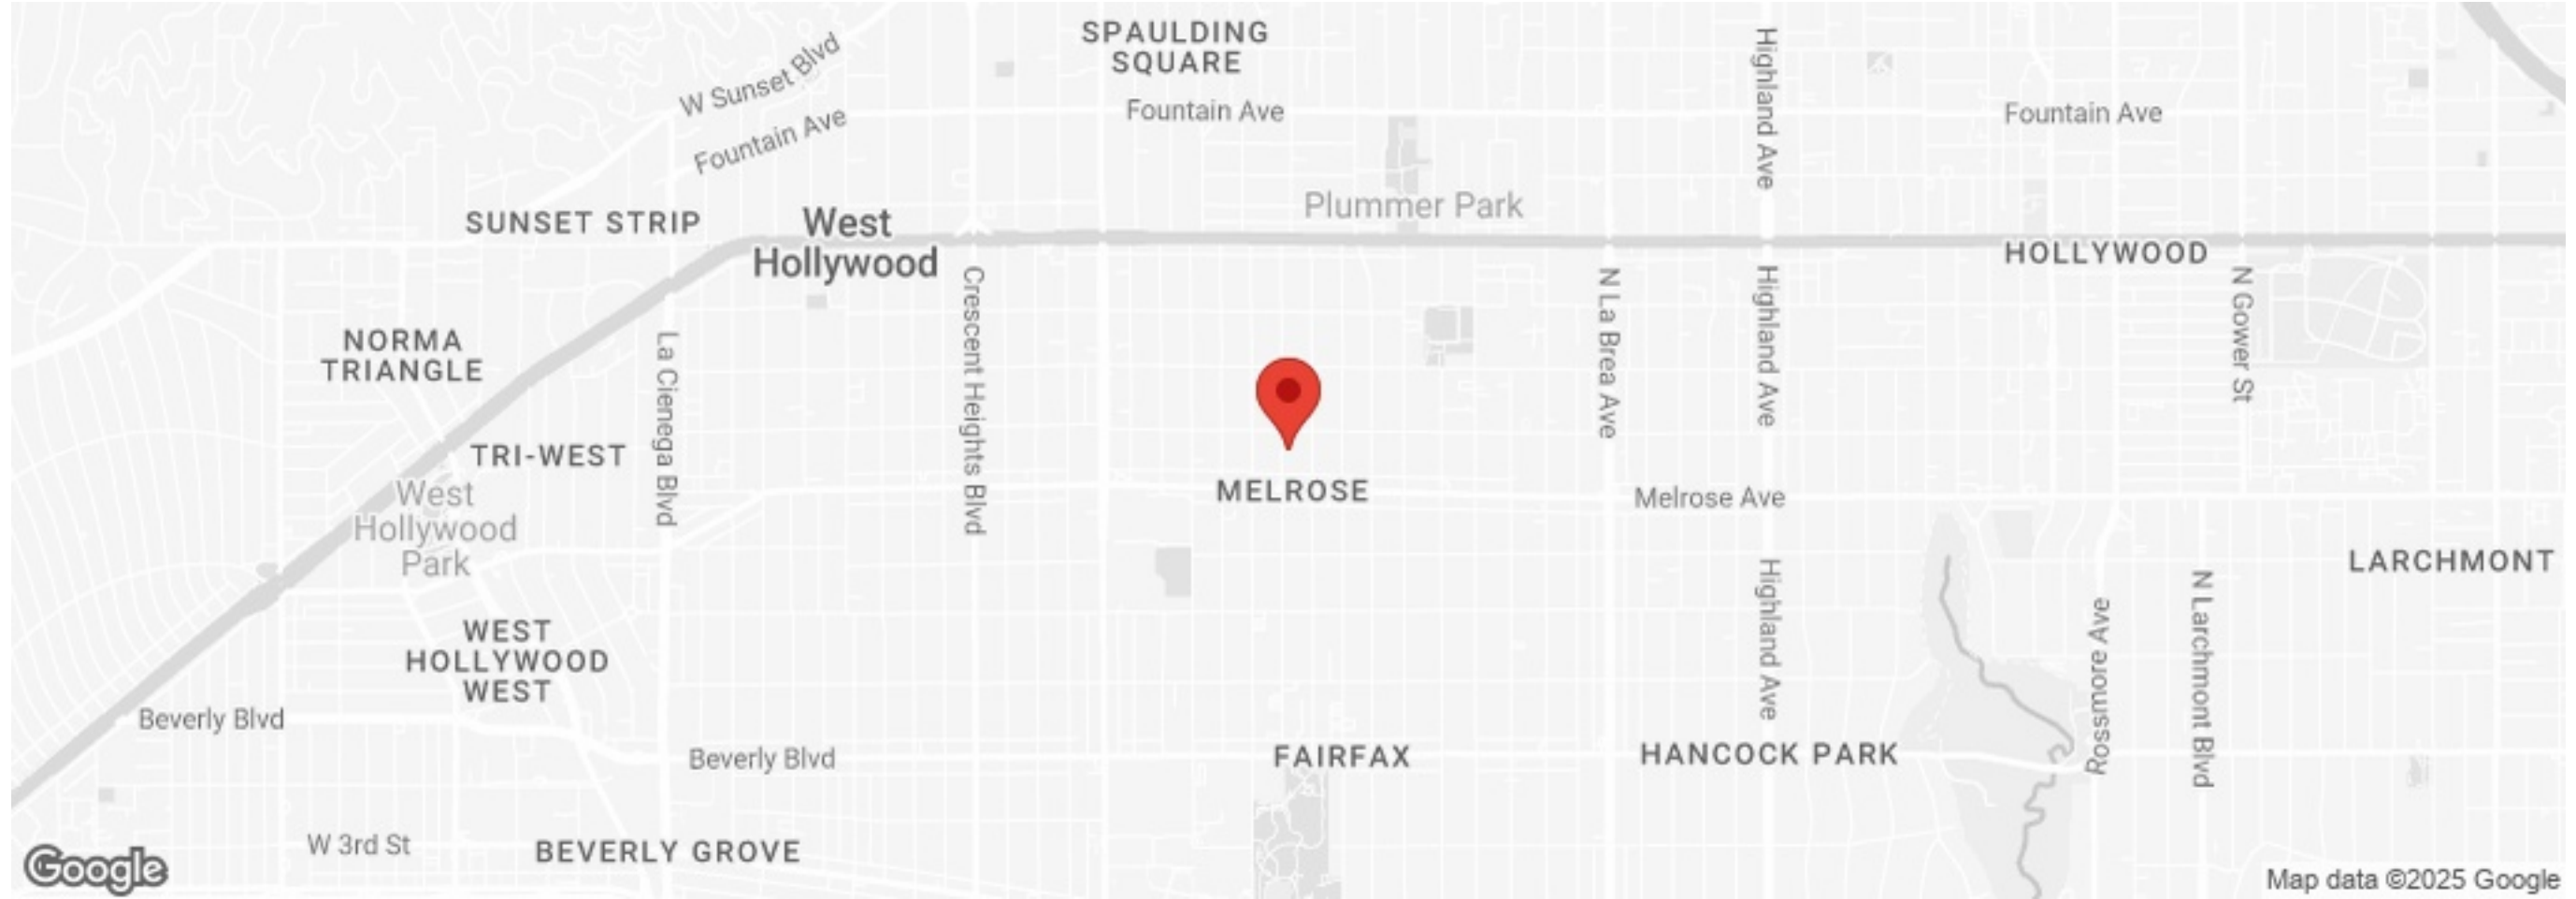 SPAULDING
SQUARE
W Sunset Blvd
Fountain Ave
Fountain Ave
Fountain Ave
Highland Ave
Plummer Park
SUNSET STRIP
West
Hollywood
HOLLYWOOD
NORMA
TRIANGLE
La Cienega Blvd
Crescent Heights Blvd
N La Brea Ave
Highland Ave
N Gower St
TRI-WEST
West
Hollywood
Park
MELROSE
Melrose Ave
LARCHMONT
WEST
HOLLYWOOD
WEST
Highland Ave
Rossmore Ave
N Larchmont Blvd
Beverly Blvd
Beverly Blvd
FAIRFAX
HANCOCK PARK
W 3rd St
BEVERLY GROVE
Google
Map data ©2025 Google